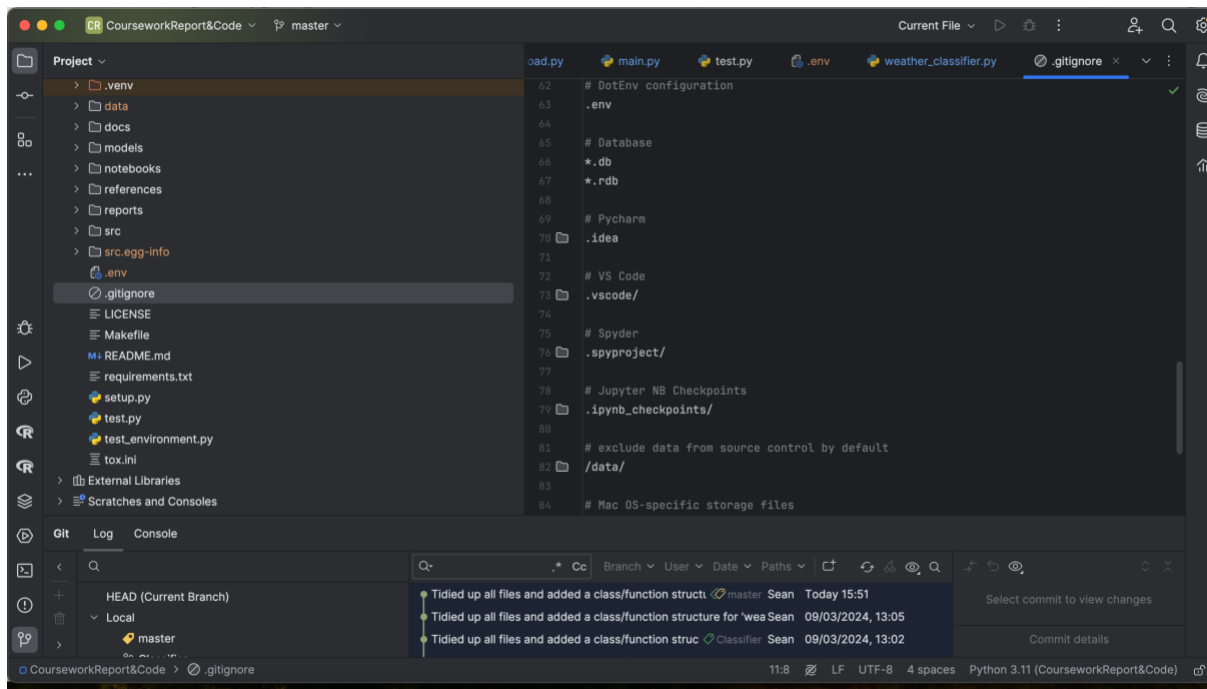 CR CourseworkReport&Code master Current File
Project
.venv
data
docs
models
notebooks
references
reports
src
src.egg-info
.env
.gitignore
LICENSE
Makefile
M↓ README.md
requirements.txt
setup.py
test.py
test_environment.py
tox.ini
External Libraries
Scratches and Consoles
oad.py main.py test.py .env weather_classifier.py .gitignore
62 # DotEnv configuration
63 .env
64
65 # Database
66 *.db
67 *.rdb
68
69 # Pycharm
70 .idea
71
72 # VS Code
73 .vscode/
74
75 # Spyder
76 .spyproject/
77
78 # Jupyter NB Checkpoints
79 .ipynb_checkpoints/
80
81 # exclude data from source control by default
82 /data/
83
84 # Mac OS-specific storage files
Git Log Console
HEAD (Current Branch)
Local
master
.* Cc Branch User Date Paths
Tidied up all files and added a class/function structu master Sean Today 15:51
Tidied up all files and added a class/function structure for 'wea Sean 09/03/2024, 13:05
Tidied up all files and added a class/function struc Classifier Sean 09/03/2024, 13:02
Select commit to view changes
Commit details
CourseworkReport&Code > .gitignore 11:8 LF UTF-8 4 spaces Python 3.11 (CourseworkReport&Code)